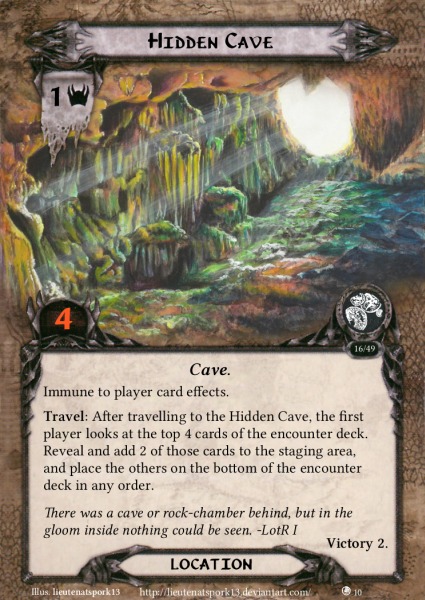 HIDDEN CAVE
1
4
16/49
Cave.
Immune to player card effects.
Travel: After travelling to the Hidden Cave, the first
player looks at the top 4 cards of the encounter deck.
Reveal and add 2 of those cards to the staging area,
and place the others on the bottom of the encounter
deck in any order.
There was a cave or rock-chamber behind, but in
the gloom inside nothing could be seen. -LotR I
Victory 2.
LOCATION
Illus. lieutenatspork13 http://lieutenatspork13.deviantart.com/ 10